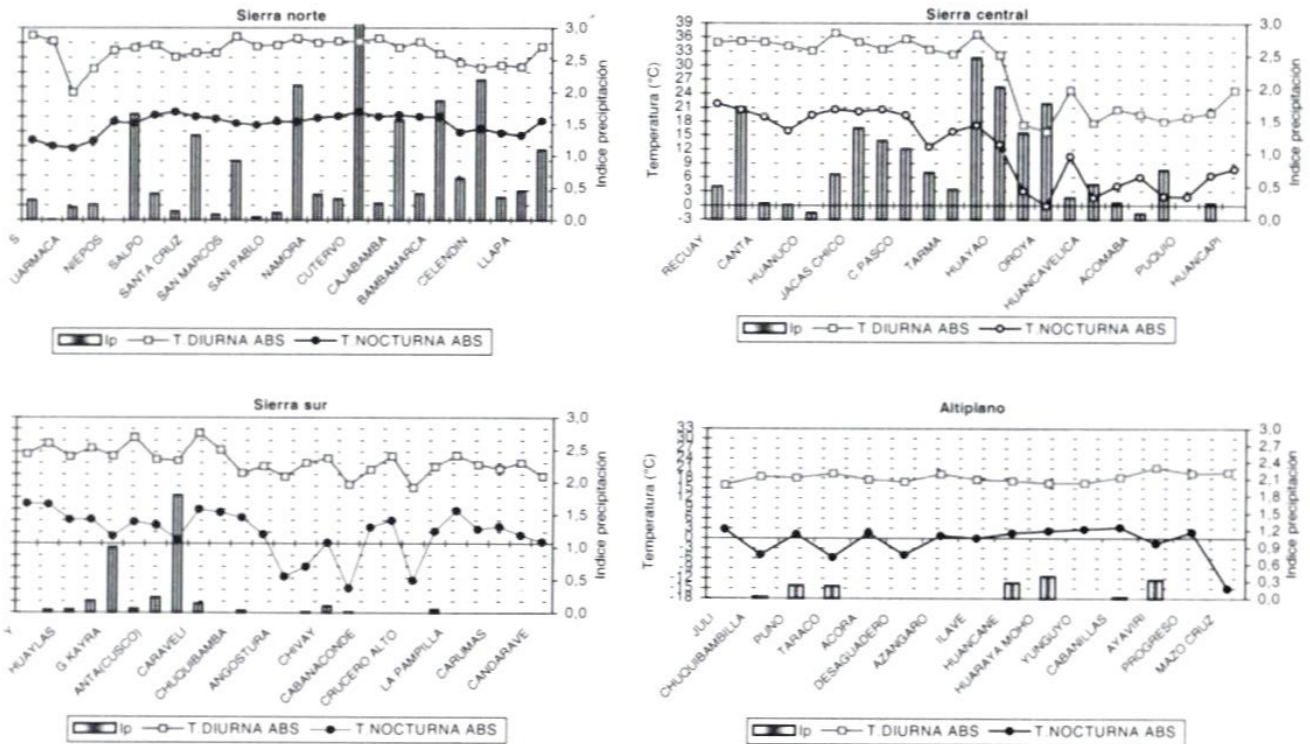 Sierra norte
3,0
2,5
2,0
1,5
1,0
0,5
0,0
Indice precipitación
S
UARMACA
NIEPOS
SALPO
SANTA CRUZ
SAN MARCOS
SAN PABLO
NAMORA
CUTERVO
CAJABAMBA
BAMBAMARCA
CELENDIN
LLAPA
Ip T.DIURNA ABS T.NOCTURNA ABS
Sierra central
Temperatura (°C)
39
36
33
30
27
24
21
18
15
12
9
6
3
0
-3
3,0
2,5
2,0
1,5
1,0
0,5
0,0
Indice precipitación
RECUAY
CANTA
HUANUCO
JACAS CHICO
C.PASCO
TARMA
HUAYAO
OROYA
HUANCAVELICA
ACOMABA
PUQUIO
HUANCAPI
Ip T.DIURNA ABS T.NOCTURNA ABS
Sierra sur
3,0
2,5
2,0
1,5
1,0
0,5
0,0
Indice precipitación
Y
HUAYLAS
G KAYRA
ANTA(CUSCO)
CARAVELI
CHUQUIBAMBA
ANGOSTURA
CHIVAY
CABANACONDE
CRUCERO ALTO
LA PAMPILLA
CARUMAS
CANDARAVE
Ip T.DIURNA ABS T.NOCTURNA ABS
Altiplano
Temperatura (°C)
33
-18
3,0
2,4
2,1
1,5
1,2
0,9
0,6
0,3
0,0
Indice precipitación
JULI
CHUQUIBAMBILLA
PUNO
TARACO
ACORA
DESAGUADERO
AZANGARO
ILAVE
HUANCANE
HUARAYA MOHO
YUNGUYO
CABANILLAS
AYAVIRI
PROGRESO
MAZO CRUZ
Ip T.DIURNA ABS T.NOCTURNA ABS